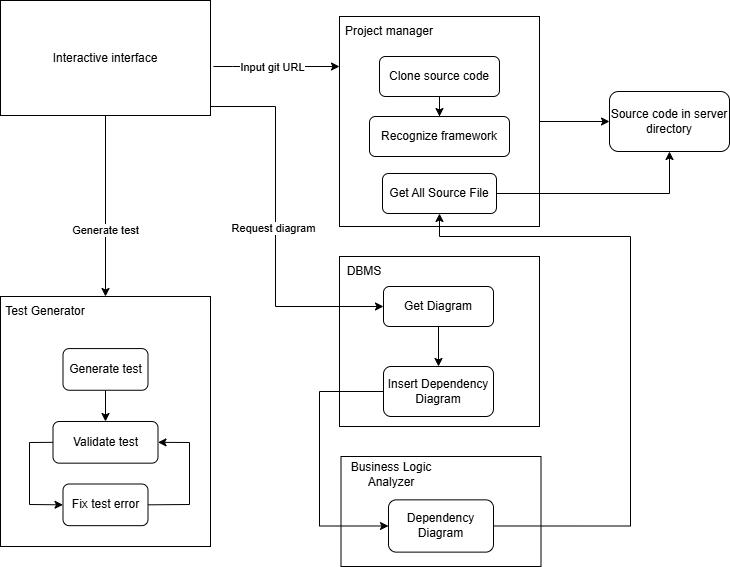 Interactive interface
Input git URL
Project manager
Clone source code
Recognize framework
Get All Source File
Source code in server
directory
Generate test
Request diagram
DBMS
Get Diagram
Insert Dependency
Diagram
Test Generator
Generate test
Validate test
Fix test error
Business Logic
Analyzer
Dependency
Diagram